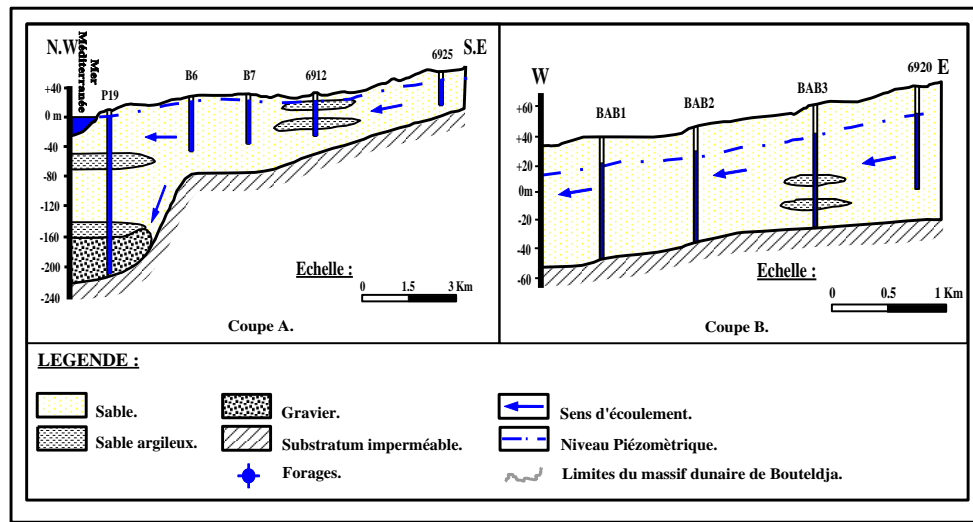 N.W
S.E
Mer
Méditerranée
P19
B6
B7
6912
6925
+40
0 m
-40
-80
-120
-160
-200
-240
Echelle :
0 1.5 3 Km
Coupe A.
W
E
BAB1
BAB2
BAB3
6920
+60
+40
+20
0m
-20
-40
-60
Echelle :
0 0.5 1 Km
Coupe B.
LEGENDE :
Sable.
Gravier.
Sens d'écoulement.
Sable argileux.
Substratum imperméable.
Niveau Piézomètrique.
Forages.
Limites du massif dunaire de Bouteldja.